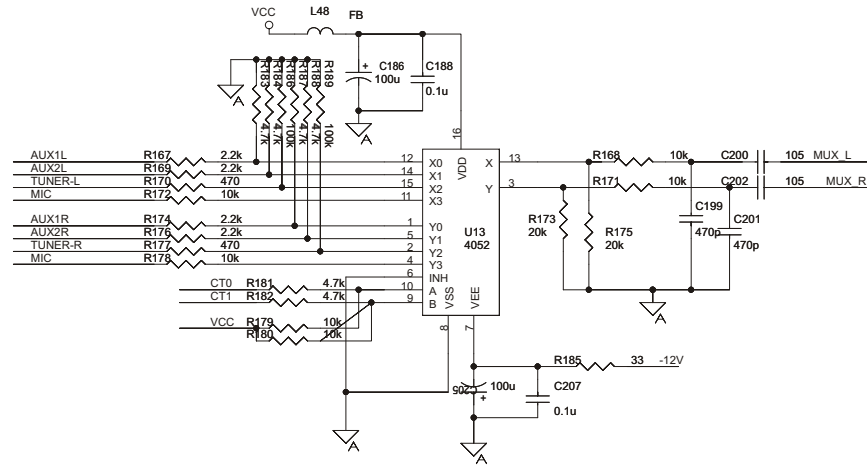 VCC
L48
FB
C186
100u
C188
0.1u
R183
R184
R186
R187
R188
R189
4.7k
4.7k
100k
4.7k
4.7k
100k
16
VDD
AUX1L R167 2.2k 12 X0
AUX2L R169 2.2k 14 X1
TUNER-L R170 470 15 X2
MIC R172 10k 11 X3
AUX1R R174 2.2k 1 Y0
AUX2R R176 2.2k 5 Y1
TUNER-R R177 470 2 Y2
MIC R178 10k 4 Y3
6 INH
CT0 R181 4.7k 10 A
CT1 R182 4.7k 9 B
VCC R179 10k
R180 10k
U13
4052
VSS
VEE
8
7
X 13 R168 10k C200 105 MUX_L
Y 3 R171 10k C202 105 MUX_R
R173
20k
R175
20k
C199
470p
C201
470p
R185 33 -12V
C205
100u
C207
0.1u
A
A
A
A
A